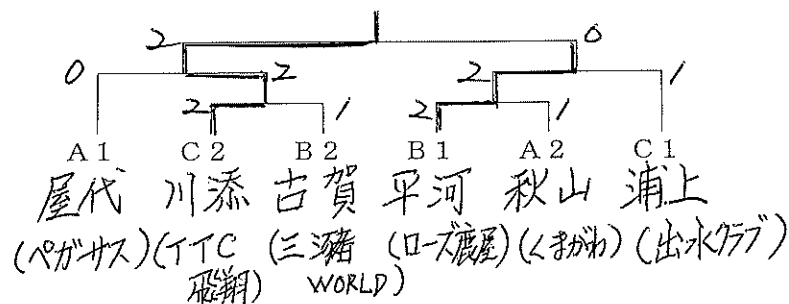 2 0
0 2 2 1
2 1 2 1
A1 C2 B2 B1 A2 C1
屋代 川添 古賀 平河 秋山 浦上
(ペガサス) (TTC (三潴 (ローズ鹿屋) (くまがわ) (出水クラブ)
飛翔) WORLD)